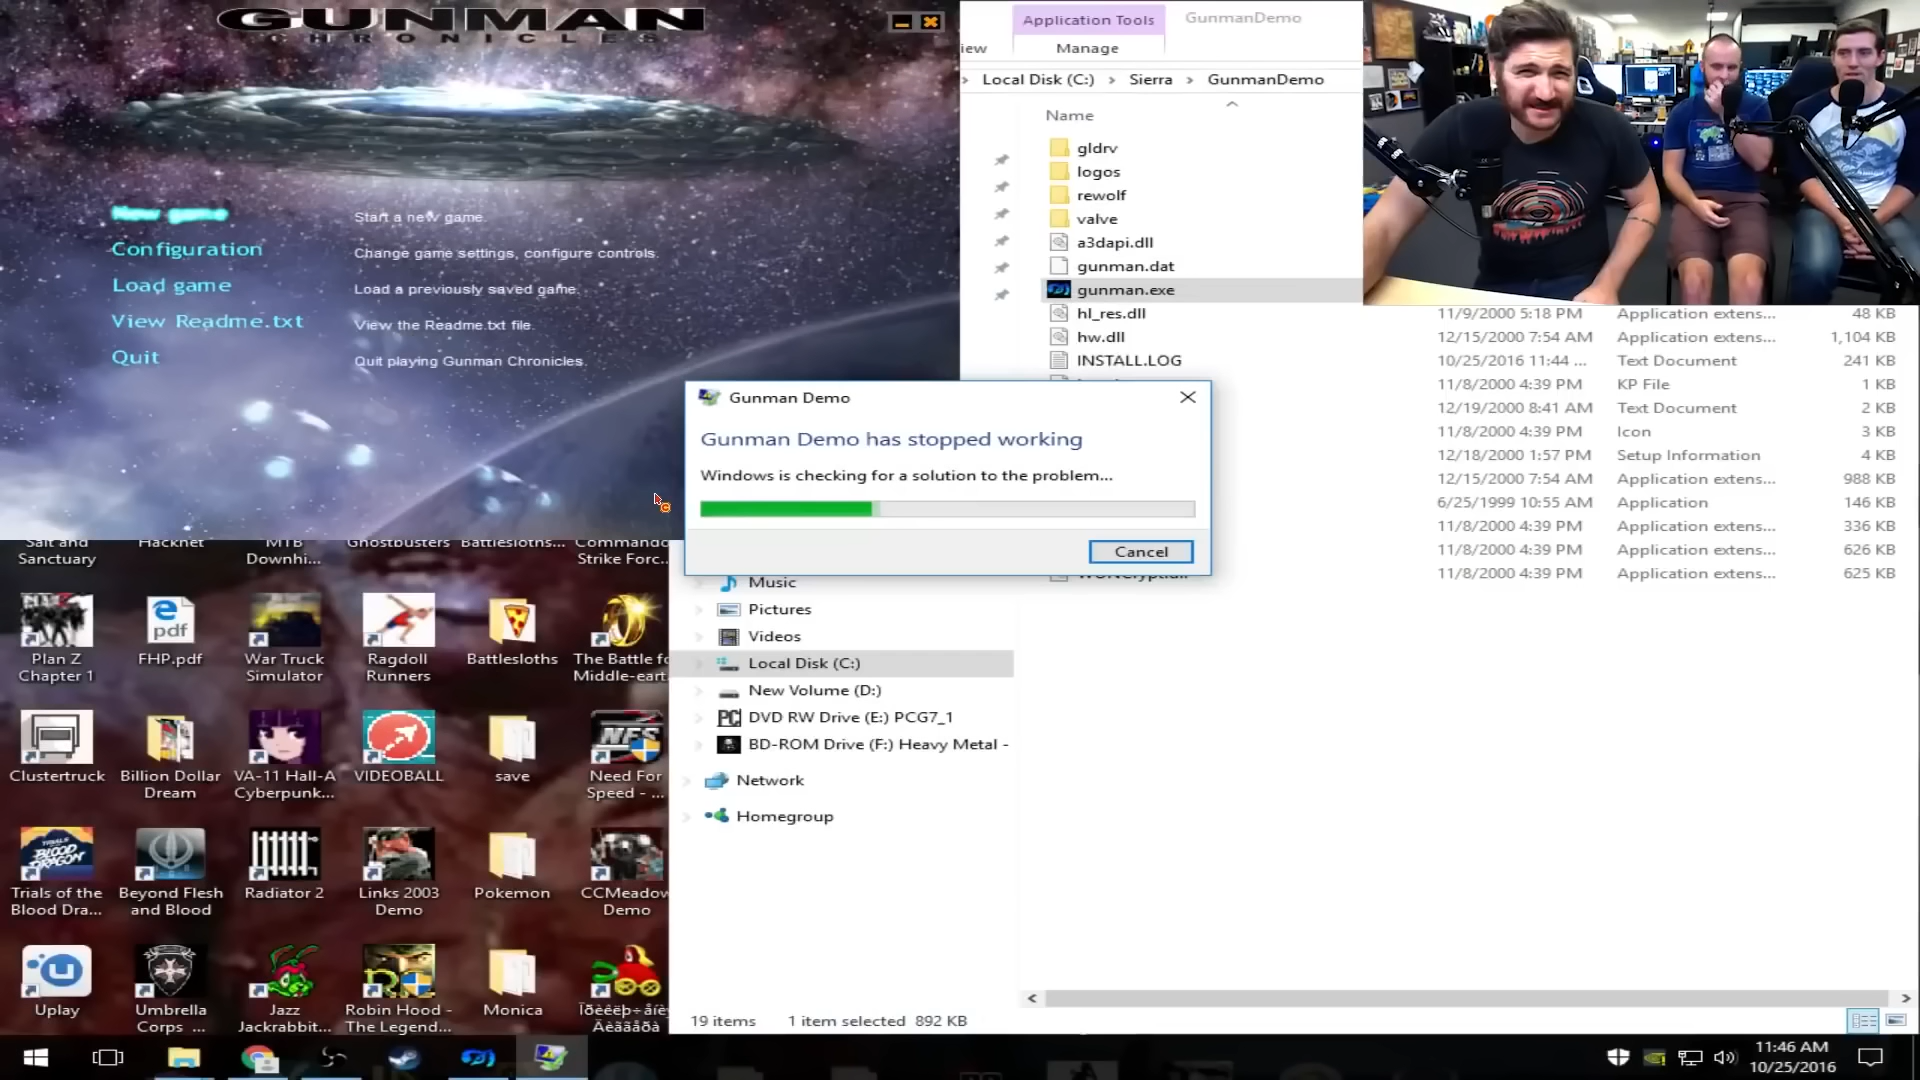 GUNMAN
CHRONICLES
New game
Start a new game.
Configuration
Change game settings, configure controls.
Load game
Load a previously saved game.
View Readme.txt
View the Readme.txt file.
Quit
Quit playing Gunman Chronicles.
Application Tools
GunmanDemo
iew
Manage
Local Disk (C:) › Sierra › GunmanDemo
Name
gldrv
logos
rewolf
valve
a3dapi.dll
gunman.dat
gunman.exe
hl_res.dll
11/9/2000 5:18 PM Application extens... 48 KB
hw.dll
12/15/2000 7:54 AM Application extens... 1,104 KB
INSTALL.LOG
10/25/2016 11:44 ... Text Document 241 KB
11/8/2000 4:39 PM KP File 1 KB
12/19/2000 8:41 AM Text Document 2 KB
11/8/2000 4:39 PM Icon 3 KB
12/18/2000 1:57 PM Setup Information 4 KB
12/15/2000 7:54 AM Application extens... 988 KB
6/25/1999 10:55 AM Application 146 KB
11/8/2000 4:39 PM Application extens... 336 KB
11/8/2000 4:39 PM Application extens... 626 KB
11/8/2000 4:39 PM Application extens... 625 KB
Gunman Demo
Gunman Demo has stopped working
Windows is checking for a solution to the problem...
Cancel
Music
Pictures
Videos
Local Disk (C:)
New Volume (D:)
DVD RW Drive (E:) PCG7_1
BD-ROM Drive (F:) Heavy Metal -
Network
Homegroup
19 items 1 item selected 892 KB
Salt and
Sanctuary
Hacknet
MTB
Downhi...
Ghostbusters
Battlesloths...
Commando
Strike Forc...
Plan Z
Chapter 1
pdf
FHP.pdf
War Truck
Simulator
Ragdoll
Runners
Battlesloths
The Battle fo
Middle-eart...
Clustertruck
Billion Dollar
Dream
VA-11 Hall-A
Cyberpunk...
VIDEOBALL
save
NFS
Need For
Speed - ...
TRIALS
BLOOD
DRAGON
Trials of the
Blood Dra...
Beyond Flesh
and Blood
Radiator 2
Links 2003
Demo
Pokemon
CCMeadow
Demo
Uplay
Umbrella
Corps ...
Jazz
Jackrabbit...
Robin Hood -
The Legend...
Monica
11:46 AM
10/25/2016